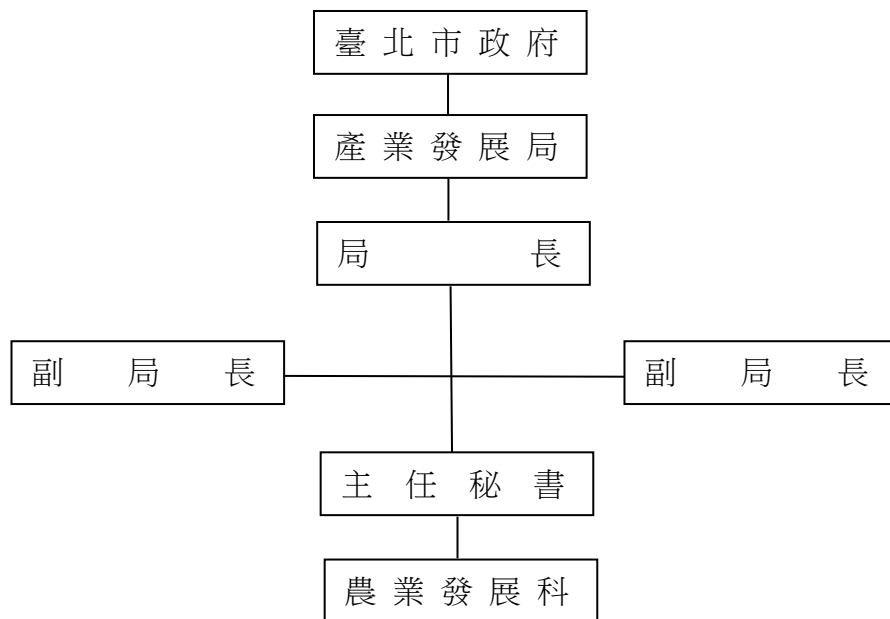 臺北市政府
產業發展局
局長
副局長
副局長
主任秘書
農業發展科